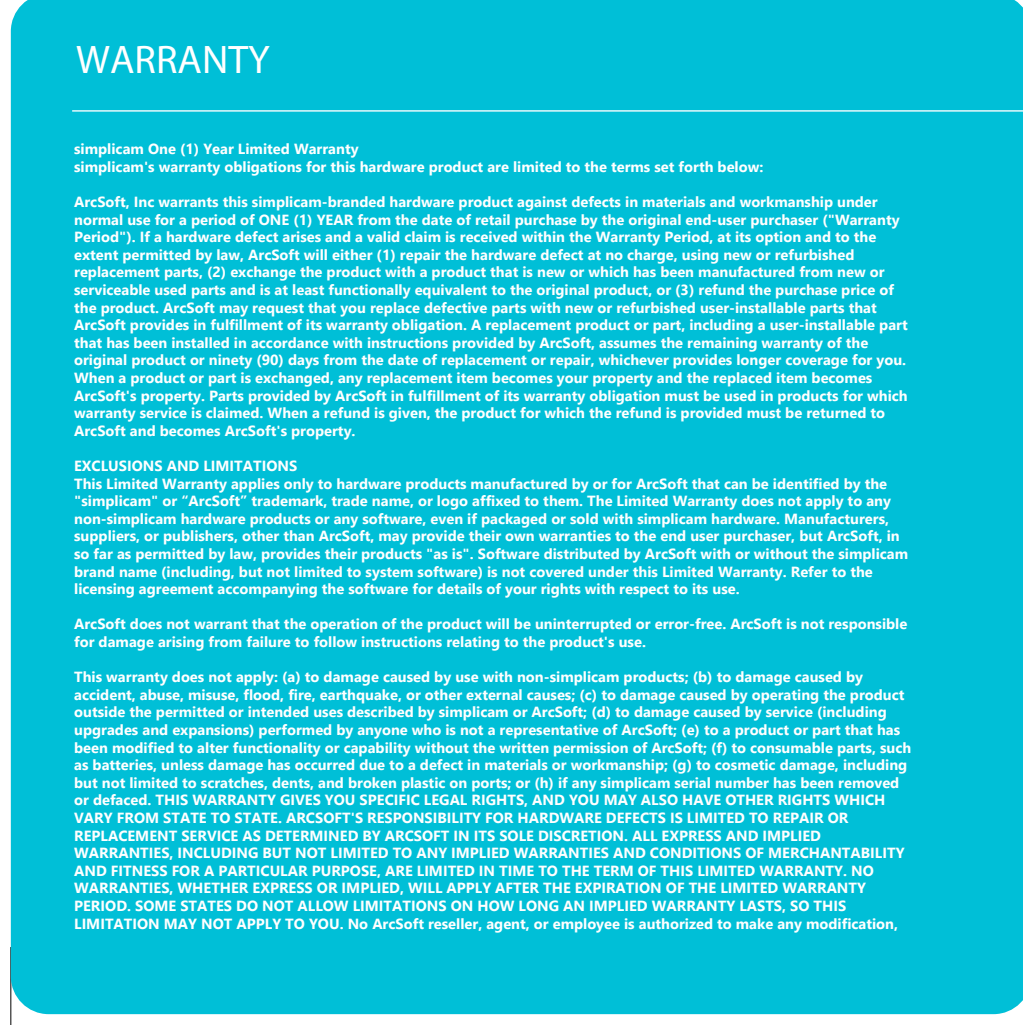 WARRANTY
simplicam One (1) Year Limited Warranty
simplicam's warranty obligations for this hardware product are limited to the terms set forth below:
ArcSoft, Inc warrants this simplicam-branded hardware product against defects in materials and workmanship under
normal use for a period of ONE (1) YEAR from the date of retail purchase by the original end-user purchaser ("Warranty
Period"). If a hardware defect arises and a valid claim is received within the Warranty Period, at its option and to the
extent permitted by law, ArcSoft will either (1) repair the hardware defect at no charge, using new or refurbished
replacement parts, (2) exchange the product with a product that is new or which has been manufactured from new or
serviceable used parts and is at least functionally equivalent to the original product, or (3) refund the purchase price of
the product. ArcSoft may request that you replace defective parts with new or refurbished user-installable parts that
ArcSoft provides in fulfillment of its warranty obligation. A replacement product or part, including a user-installable part
that has been installed in accordance with instructions provided by ArcSoft, assumes the remaining warranty of the
original product or ninety (90) days from the date of replacement or repair, whichever provides longer coverage for you.
When a product or part is exchanged, any replacement item becomes your property and the replaced item becomes
ArcSoft's property. Parts provided by ArcSoft in fulfillment of its warranty obligation must be used in products for which
warranty service is claimed. When a refund is given, the product for which the refund is provided must be returned to
ArcSoft and becomes ArcSoft's property.
EXCLUSIONS AND LIMITATIONS
This Limited Warranty applies only to hardware products manufactured by or for ArcSoft that can be identified by the
"simplicam" or “ArcSoft” trademark, trade name, or logo affixed to them. The Limited Warranty does not apply to any
non-simplicam hardware products or any software, even if packaged or sold with simplicam hardware. Manufacturers,
suppliers, or publishers, other than ArcSoft, may provide their own warranties to the end user purchaser, but ArcSoft, in
so far as permitted by law, provides their products "as is". Software distributed by ArcSoft with or without the simplicam
brand name (including, but not limited to system software) is not covered under this Limited Warranty. Refer to the
licensing agreement accompanying the software for details of your rights with respect to its use.
ArcSoft does not warrant that the operation of the product will be uninterrupted or error-free. ArcSoft is not responsible
for damage arising from failure to follow instructions relating to the product's use.
This warranty does not apply: (a) to damage caused by use with non-simplicam products; (b) to damage caused by
accident, abuse, misuse, flood, fire, earthquake, or other external causes; (c) to damage caused by operating the product
outside the permitted or intended uses described by simplicam or ArcSoft; (d) to damage caused by service (including
upgrades and expansions) performed by anyone who is not a representative of ArcSoft; (e) to a product or part that has
been modified to alter functionality or capability without the written permission of ArcSoft; (f) to consumable parts, such
as batteries, unless damage has occurred due to a defect in materials or workmanship; (g) to cosmetic damage, including
but not limited to scratches, dents, and broken plastic on ports; or (h) if any simplicam serial number has been removed
or defaced. THIS WARRANTY GIVES YOU SPECIFIC LEGAL RIGHTS, AND YOU MAY ALSO HAVE OTHER RIGHTS WHICH
VARY FROM STATE TO STATE. ARCSOFT'S RESPONSIBILITY FOR HARDWARE DEFECTS IS LIMITED TO REPAIR OR
REPLACEMENT SERVICE AS DETERMINED BY ARCSOFT IN ITS SOLE DISCRETION. ALL EXPRESS AND IMPLIED
WARRANTIES, INCLUDING BUT NOT LIMITED TO ANY IMPLIED WARRANTIES AND CONDITIONS OF MERCHANTABILITY
AND FITNESS FOR A PARTICULAR PURPOSE, ARE LIMITED IN TIME TO THE TERM OF THIS LIMITED WARRANTY. NO
WARRANTIES, WHETHER EXPRESS OR IMPLIED, WILL APPLY AFTER THE EXPIRATION OF THE LIMITED WARRANTY
PERIOD. SOME STATES DO NOT ALLOW LIMITATIONS ON HOW LONG AN IMPLIED WARRANTY LASTS, SO THIS
LIMITATION MAY NOT APPLY TO YOU. No ArcSoft reseller, agent, or employee is authorized to make any modification,